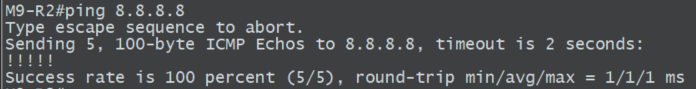 M9-R2#ping 8.8.8.8
Type escape sequence to abort.
Sending 5, 100-byte ICMP Echos to 8.8.8.8, timeout is 2 seconds:
!!!!!
Success rate is 100 percent (5/5), round-trip min/avg/max = 1/1/1 ms